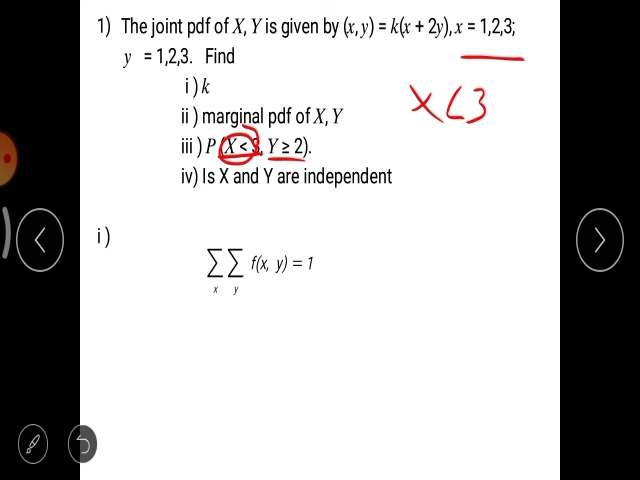 1) The joint pdf of X, Y is given by (x, y) = k(x + 2y), x = 1,2,3;
y = 1,2,3. Find
i) k
ii) marginal pdf of X, Y
X < 3
iii) P (X < 3, Y ≥ 2).
iv) Is X and Y are independent
i)
∑∑ f(x, y) = 1
x y